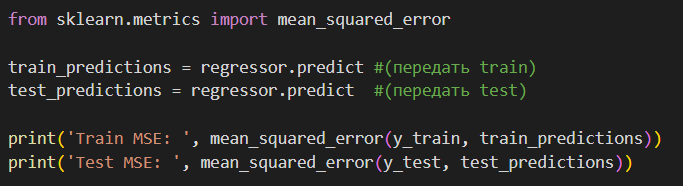 from sklearn.metrics import mean_squared_error
train_predictions = regressor.predict #(передать train)
test_predictions = regressor.predict  #(передать test)
print('Train MSE: ', mean_squared_error(y_train, train_predictions))
print('Test MSE: ', mean_squared_error(y_test, test_predictions))